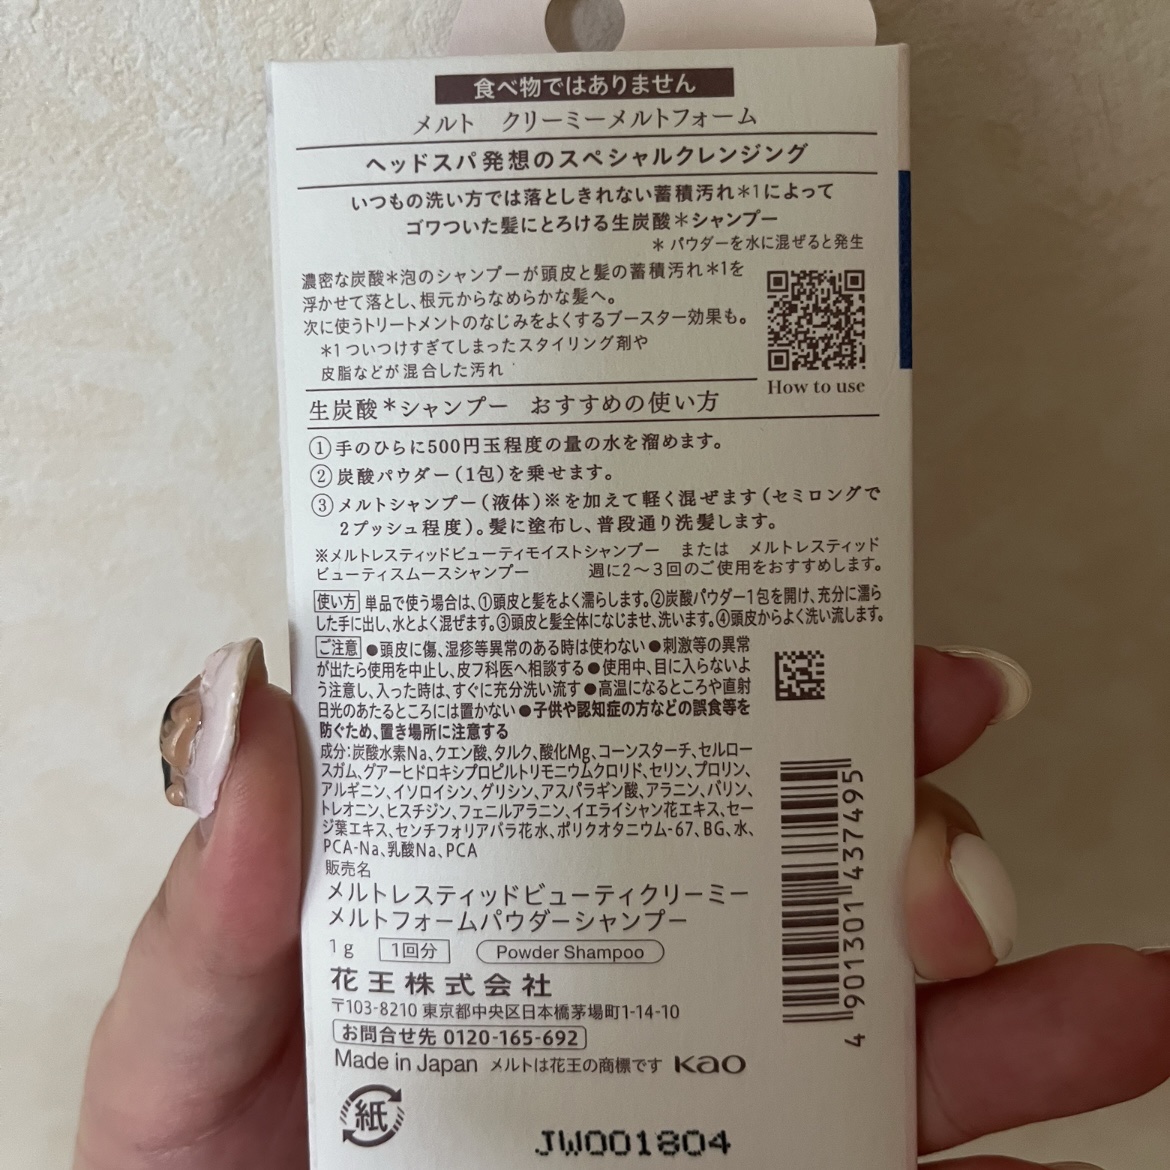 食べ物ではありません
メルト　クリーミーメルトフォーム
ヘッドスパ発想のスペシャルクレンジング
いつもの洗い方では落としきれない蓄積汚れ*1によって
ゴワついた髪にとろける生炭酸*シャンプー
* パウダーを水に混ぜると発生
濃密な炭酸*泡のシャンプーが頭皮と髪の蓄積汚れ*1を
浮かせて落とし、根元からなめらかな髪へ。
次に使うトリートメントのなじみをよくするブースター効果も。
*1 ついつけすぎてしまったスタイリング剤や
皮脂などが混合した汚れ
How to use
生炭酸*シャンプー　おすすめの使い方
①手のひらに500円玉程度の量の水を溜めます。
②炭酸パウダー(1包)を乗せます。
③メルトシャンプー(液体)※を加えて軽く混ぜます(セミロングで
2プッシュ程度)。髪に塗布し、普段通り洗髪します。
※メルトレスティッドビューティモイストシャンプー　または　メルトレスティッド
ビューティスムースシャンプー　週に2〜3回のご使用をおすすめします。
使い方 単品で使う場合は、①頭皮と髪をよく濡らします。②炭酸パウダー1包を開け、充分に濡ら
した手に出し、水とよく混ぜます。③頭皮と髪全体になじませ、洗います。④頭皮からよく洗い流します。
ご注意 ●頭皮に傷、湿疹等異常のある時は使わない ●刺激等の異常
が出たら使用を中止し、皮フ科医へ相談する ●使用中、目に入らないよ
う注意し、入った時は、すぐに充分洗い流す ●高温になるところや直射
日光のあたるところには置かない ●子供や認知症の方などの誤食等を
防ぐため、置き場所に注意する
成分:炭酸水素Na、クエン酸、タルク、酸化Mg、コーンスターチ、セルロー
スガム、グアーヒドロキシプロピルトリモニウムクロリド、セリン、プロリン、
アルギニン、イソロイシン、グリシン、アスパラギン酸、アラニン、バリン、
トレオニン、ヒスチジン、フェニルアラニン、イエライシャン花エキス、セー
ジ葉エキス、センチフォリアバラ花水、ポリクオタニウム-67、BG、水、
PCA-Na、乳酸Na、PCA
販売名
メルトレスティッドビューティクリーミー
メルトフォームパウダーシャンプー
1g 1回分 Powder Shampoo
花王株式会社
〒103-8210 東京都中央区日本橋茅場町1-14-10
お問合せ先 0120-165-692
Made in Japan メルトは花王の商標です Kao
紙
JW001804
4 901301 437495